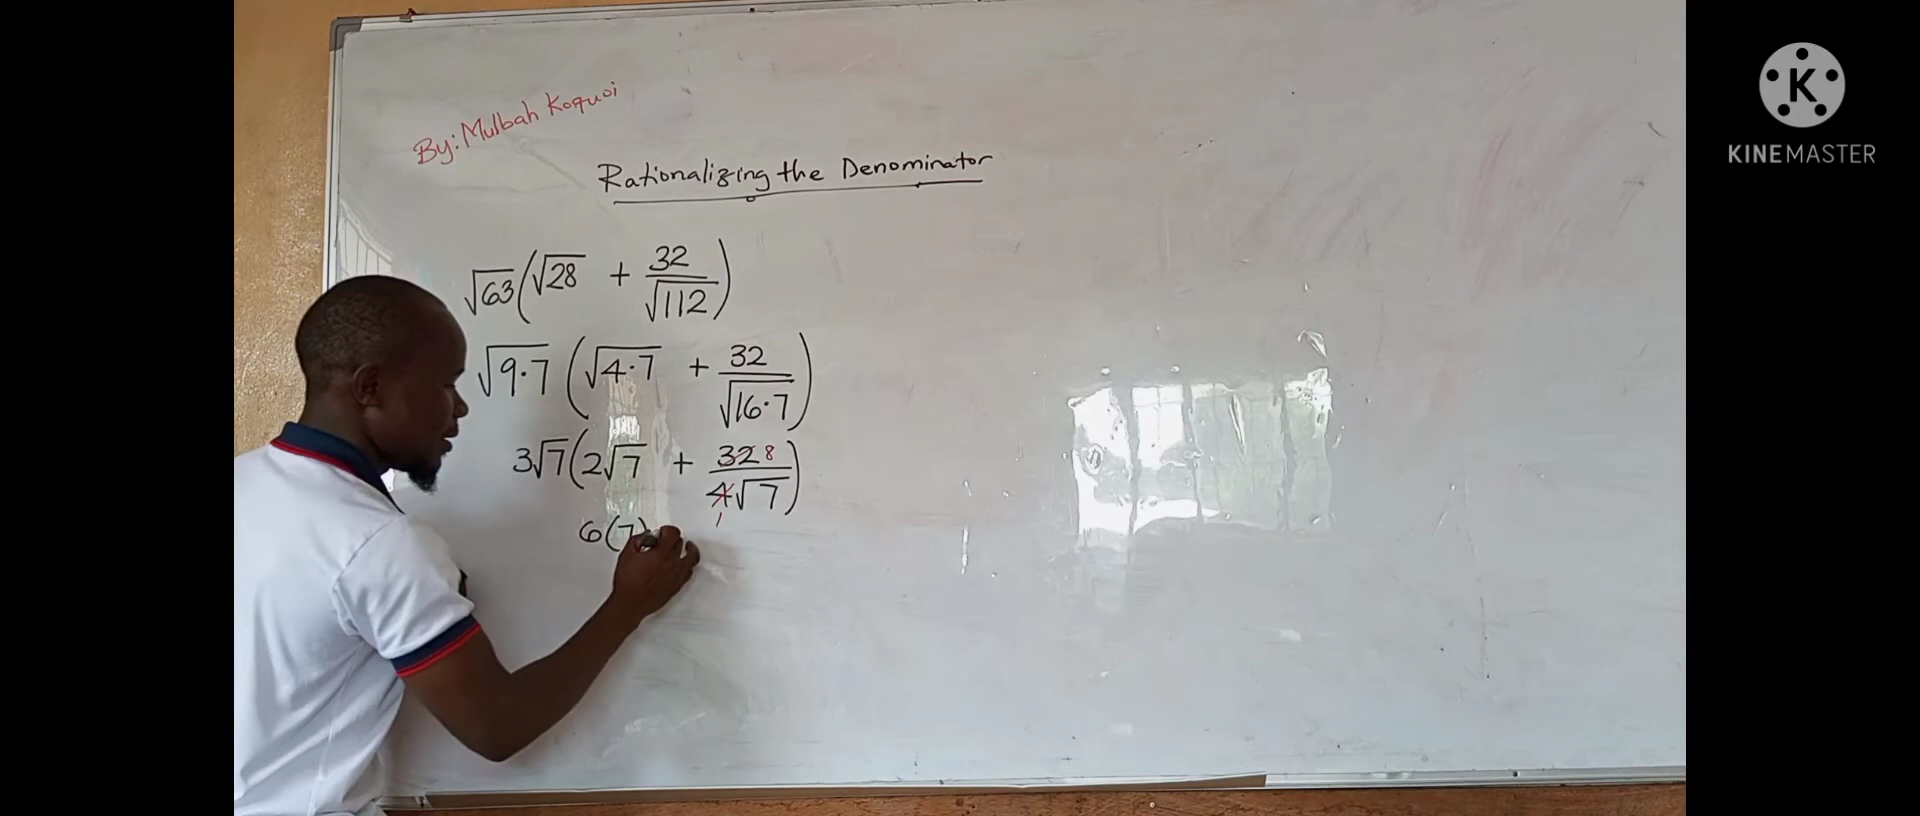 By: Mulbah Koquoi
Rationalizing the Denominator
√63(√28 + 32/√112)
√9·7 (√4·7 + 32/√16·7)
3√7(2√7 + 32 8/4√7)
1
6(7)
K
KINEMASTER